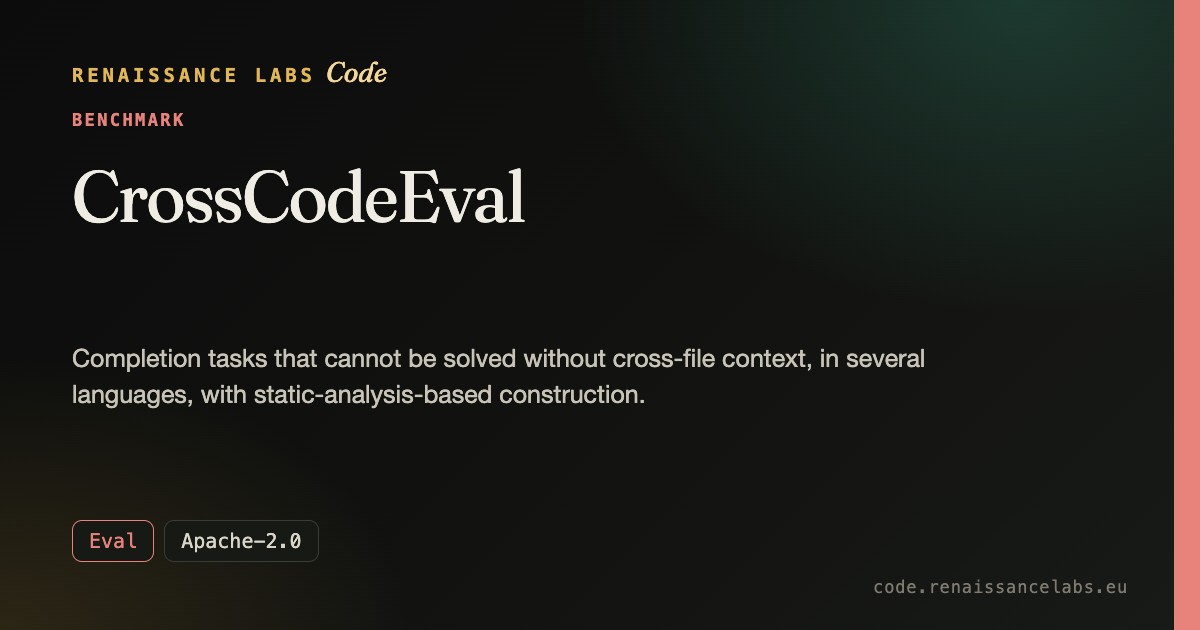 RENAISSANCE LABS Code
BENCHMARK
CrossCodeEval
Completion tasks that cannot be solved without cross-file context, in several
languages, with static-analysis-based construction.
Eval
Apache-2.0
code.renaissancelabs.eu